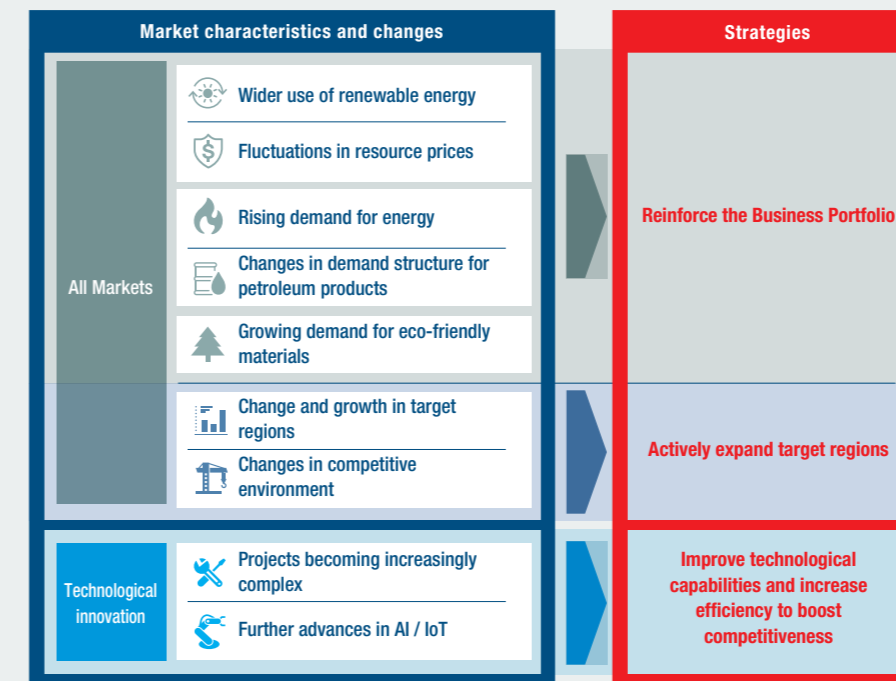 Market characteristics and changes
Strategies
All Markets
Wider use of renewable energy
Fluctuations in resource prices
Rising demand for energy
Changes in demand structure for
petroleum products
Growing demand for eco-friendly
materials
Reinforce the Business Portfolio
Change and growth in target
regions
Changes in competitive
environment
Actively expand target regions
Technological
innovation
Projects becoming increasingly
complex
Further advances in AI / IoT
Improve technological
capabilities and increase
efficiency to boost
competitiveness